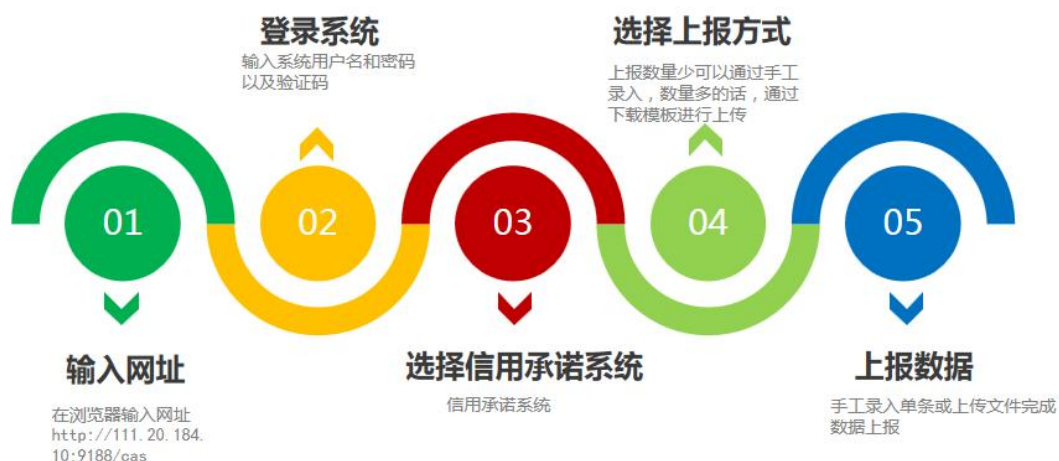 登录系统
输入系统用户名和密码
以及验证码
选择上报方式
上报数量少可以通过手工
录入，数量多的话，通过
下载模板进行上传
01
02
03
04
05
输入网址
在浏览器输入网址
http://111.20.184.
10:9188/cas
选择信用承诺系统
信用承诺系统
上报数据
手工录入单条或上传文件完成
数据上报